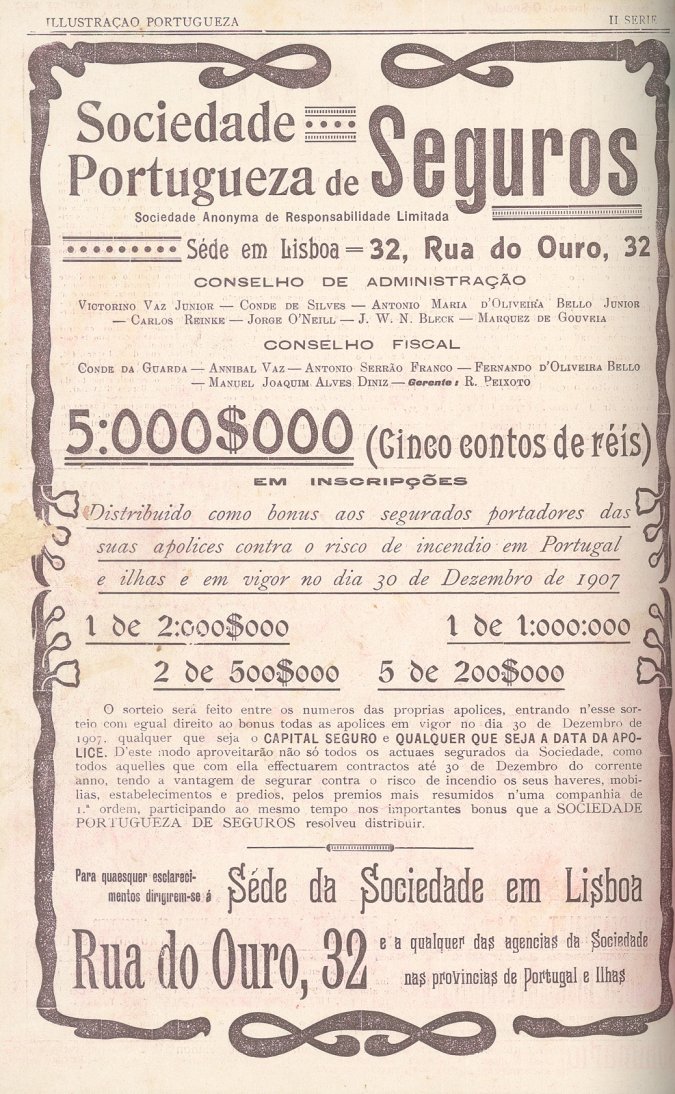 ILLUSTRAÇAO PORTUGUEZA II SERIE
Sociedade
Portugueza de Seguros
Sociedade Anonyma de Responsabilidade Limitada
Séde em Lisboa = 32, Rua do Ouro, 32
CONSELHO DE ADMINISTRAÇÃO
VICTORINO VAZ JUNIOR — CONDE DE SILVES — ANTONIO MARIA D'OLIVEIRA BELLO JUNIOR
— CARLOS REINKE — JORGE O'NEILL — J. W. N. BLECK — MARQUEZ DE GOUVEIA
CONSELHO FISCAL
CONDE DA GUARDA — ANNIBAL VAZ — ANTONIO SERRÃO FRANCO — FERNANDO D'OLIVEIRA BELLO
— MANUEL JOAQUIM ALVES DINIZ — Gerente: R. PEIXOTO
5:000$000 (Cinco contos de réis)
EM INSCRIPÇÕES
Distribuido como bonus aos segurados portadores das
suas apolices contra o risco de incendio em Portugal
e ilhas e em vigor no dia 30 de Dezembro de 1907
1 de 2:000$000 1 de 1:000:000
2 de 500$000 5 de 200$000
O sorteio será feito entre os numeros das proprias apolices, entrando n'esse sor-
teio com egual direito ao bonus todas as apolices em vigor no dia 30 de Dezembro de
1907, qualquer que seja o CAPITAL SEGURO e QUALQUER QUE SEJA A DATA DA APO-
LICE. D'este modo aproveitarão não só todos os actuaes segurados da Sociedade, como
todos aquelles que com ella effectuarem contractos até 30 de Dezembro do corrente
anno, tendo a vantagem de segurar contra o risco de incendio os seus haveres, mobi-
lias, estabelecimentos e predios, pelos premios mais resumidos n'uma companhia de
1.ª ordem, participando ao mesmo tempo nos importantes bonus que a SOCIEDADE
PORTUGUEZA DE SEGUROS resolveu distribuir.
Para quaesquer esclareci-
mentos dirigirem-se á Séde da Sociedade em Lisboa
Rua do Ouro, 32 e a qualquer das agencias da Sociedade
nas provincias de Portugal e Ilhas